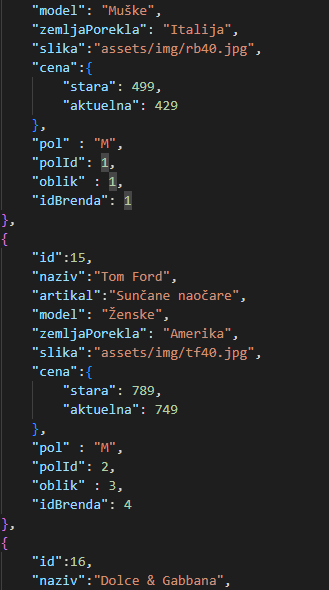 "model": "Muške",
"zemljaPorekla": "Italija",
"slika":"assets/img/rb40.jpg",
"cena":{
"stara": 499,
"aktuelna": 429
},
"pol" : "M",
"polId": 1,
"oblik" : 1,
"idBrenda": 1
},
{
"id":15,
"naziv":"Tom Ford",
"artikal":"Sunčane naočare",
"model": "Ženske",
"zemljaPorekla": "Amerika",
"slika":"assets/img/tf40.jpg",
"cena":{
"stara": 789,
"aktuelna": 749
},
"pol" : "M",
"polId": 2,
"oblik" : 3,
"idBrenda": 4
},
{
"id":16,
"naziv":"Dolce & Gabbana",